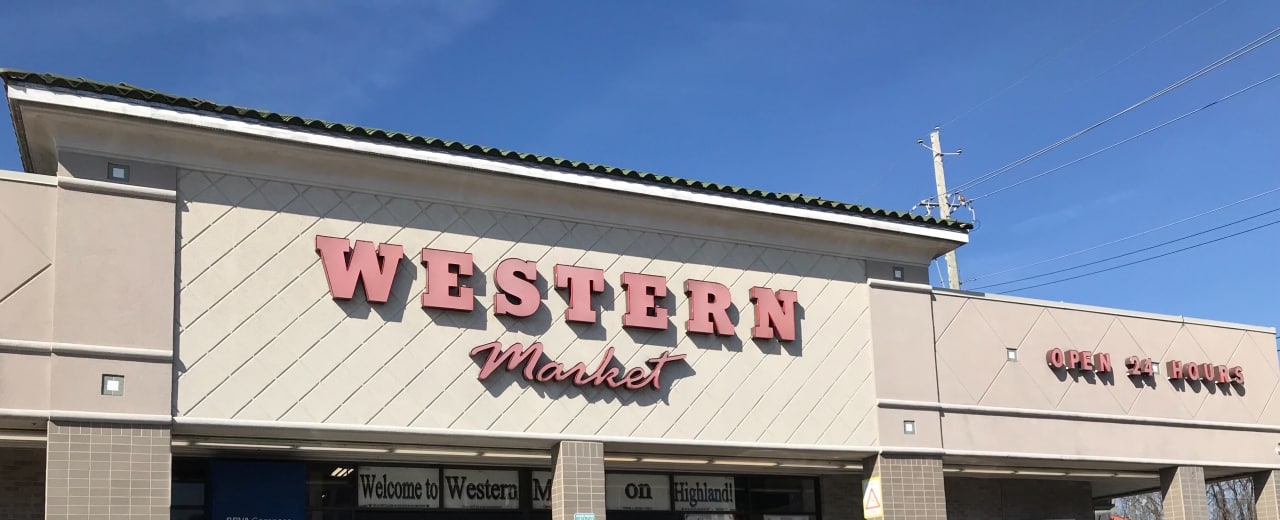 WESTERN
Market
OPEN 24 HOURS
Welcome to Western M on Highland!